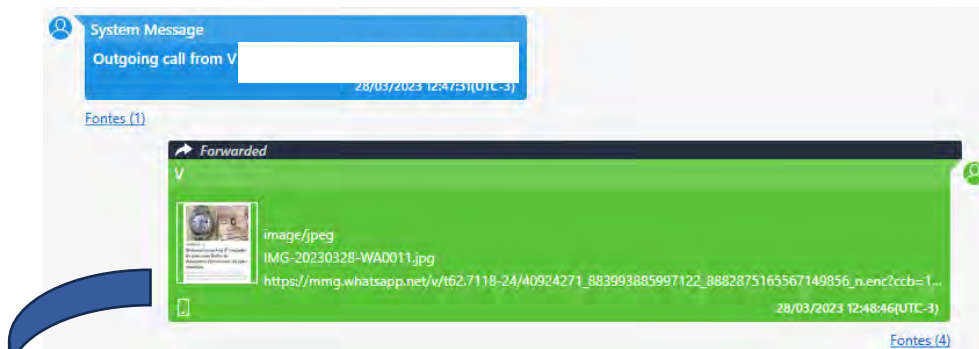 System Message
Outgoing call from V
28/03/2023 12:47:31(UTC-3)
Fontes (1)
Forwarded
V
image/jpeg
IMG-20230328-WA0011.jpg
https://mmg.whatsapp.net/v/t62.7118-24/40924271_883993885997122_8882875165567149856_n.enc?ccb=1...
28/03/2023 12:48:46(UTC-3)
Fontes (4)